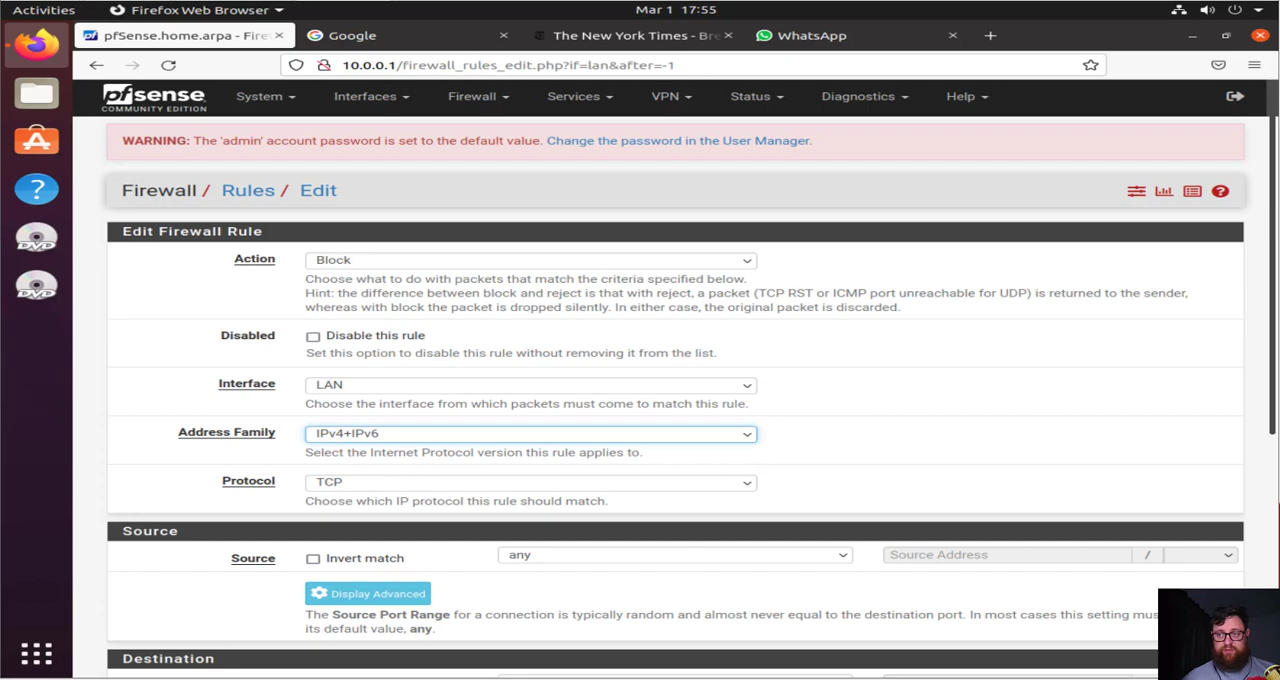 Activities
Firefox Web Browser
Mar 1 17:55
pfSense.home.arpa - Fire
Google
The New York Times - Bre
WhatsApp
10.0.0.1/firewall_rules_edit.php?if=lan&after=-1
pfsense
COMMUNITY EDITION
System
Interfaces
Firewall
Services
VPN
Status
Diagnostics
Help
WARNING: The 'admin' account password is set to the default value. Change the password in the User Manager.
Firewall / Rules / Edit
Edit Firewall Rule
Action
Block
Choose what to do with packets that match the criteria specified below.
Hint: the difference between block and reject is that with reject, a packet (TCP RST or ICMP port unreachable for UDP) is returned to the sender,
whereas with block the packet is dropped silently. In either case, the original packet is discarded.
Disabled
Disable this rule
Set this option to disable this rule without removing it from the list.
Interface
LAN
Choose the interface from which packets must come to match this rule.
Address Family
IPv4+IPv6
Select the Internet Protocol version this rule applies to.
Protocol
TCP
Choose which IP protocol this rule should match.
Source
Source
Invert match
any
Source Address
/
Display Advanced
The Source Port Range for a connection is typically random and almost never equal to the destination port. In most cases this setting mus
its default value, any.
Destination
DVD
DVD